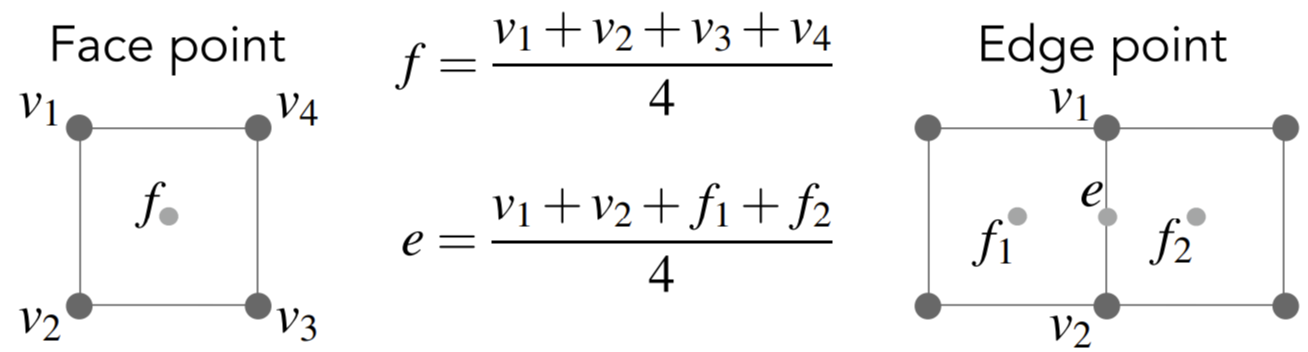 Face point
v₁
v₄
f
v₂
v₃
f = (v₁ + v₂ + v₃ + v₄) / 4
e = (v₁ + v₂ + f₁ + f₂) / 4
Edge point
v₁
e
f₁
f₂
v₂